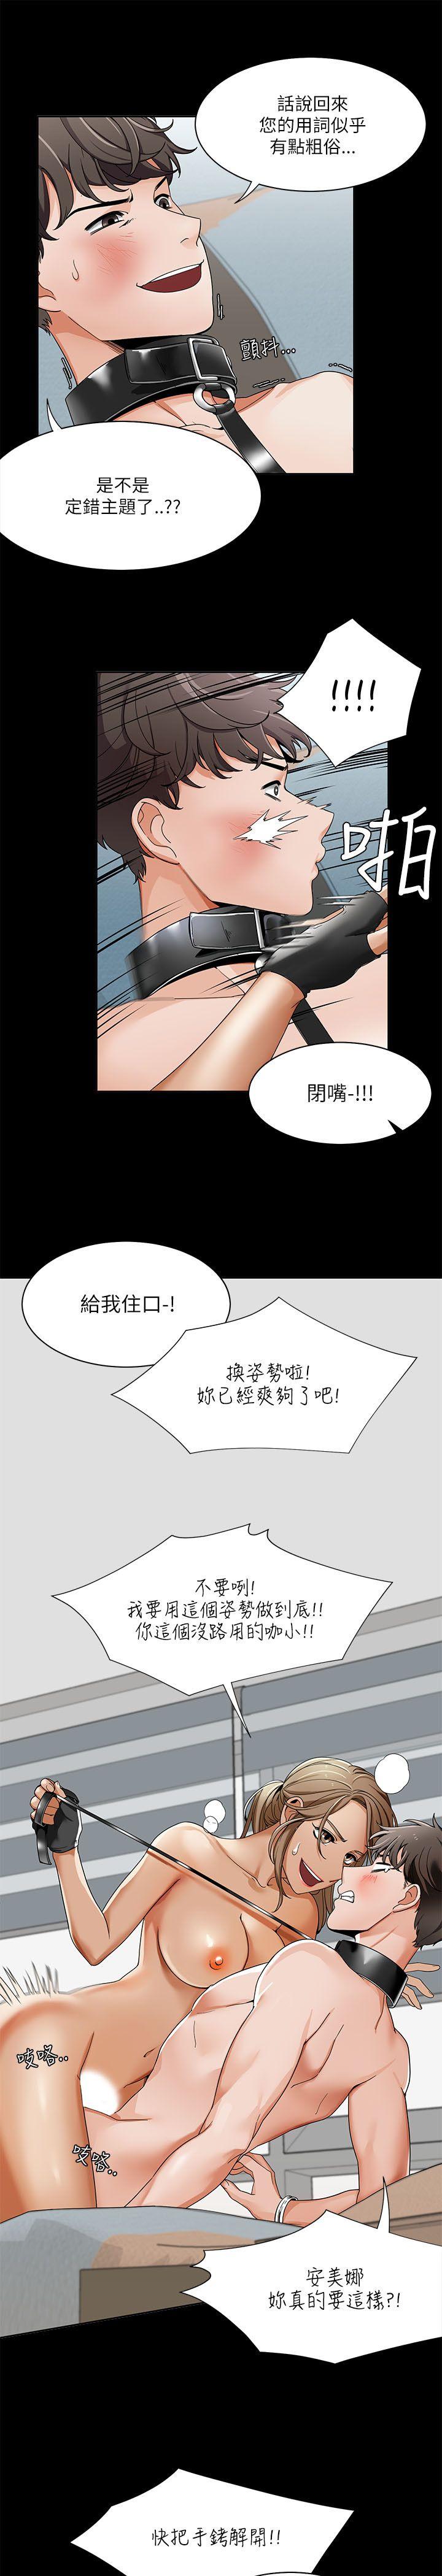 話說回來
您的用詞似乎
有點粗俗...
顫抖...
是不是
定錯主題了..??
!!!!
啪
閉嘴-!!!
給我住口-!
換姿勢啦!
妳已經爽夠了吧!
不要咧!
我要用這個姿勢做到底!!
你這個沒路用的咖小!!
吱咯..
吱咯..
安美娜
妳真的要這樣?!
快把手銬解開!!